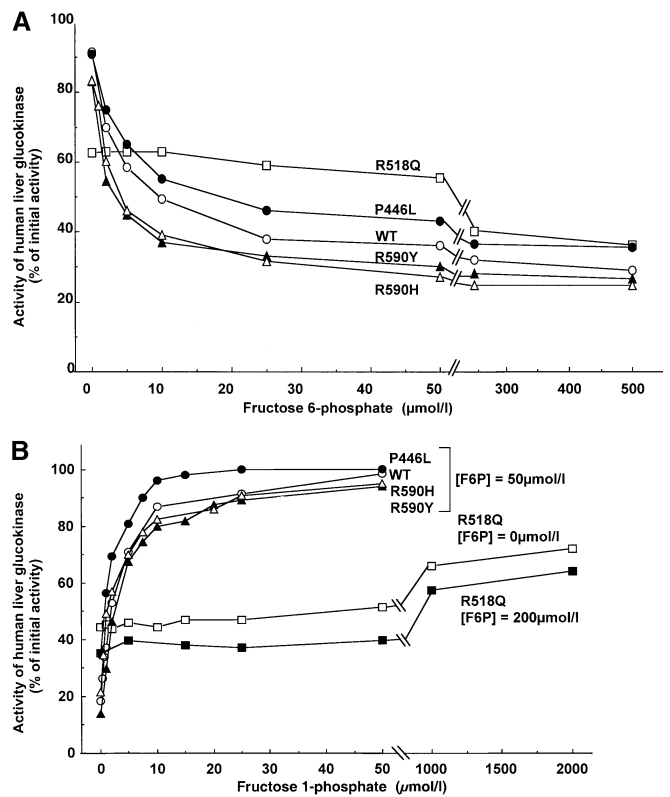 A
100
80
60
40
20
0
Activity of human liver glucokinase
(% of initial activity)
R518Q
P446L
WT
R590Y
R590H
0 10 20 30 40 50 300 400 500
Fructose 6-phosphate (µmol/l)
B
100
80
60
40
20
0
Activity of human liver glucokinase
(% of initial activity)
P446L
WT
R590H
R590Y
[F6P] = 50µmol/l
R518Q
[F6P] = 0µmol/l
R518Q
[F6P] = 200µmol/l
0 10 20 30 40 50 1000 2000
Fructose 1-phosphate (µmol/l)